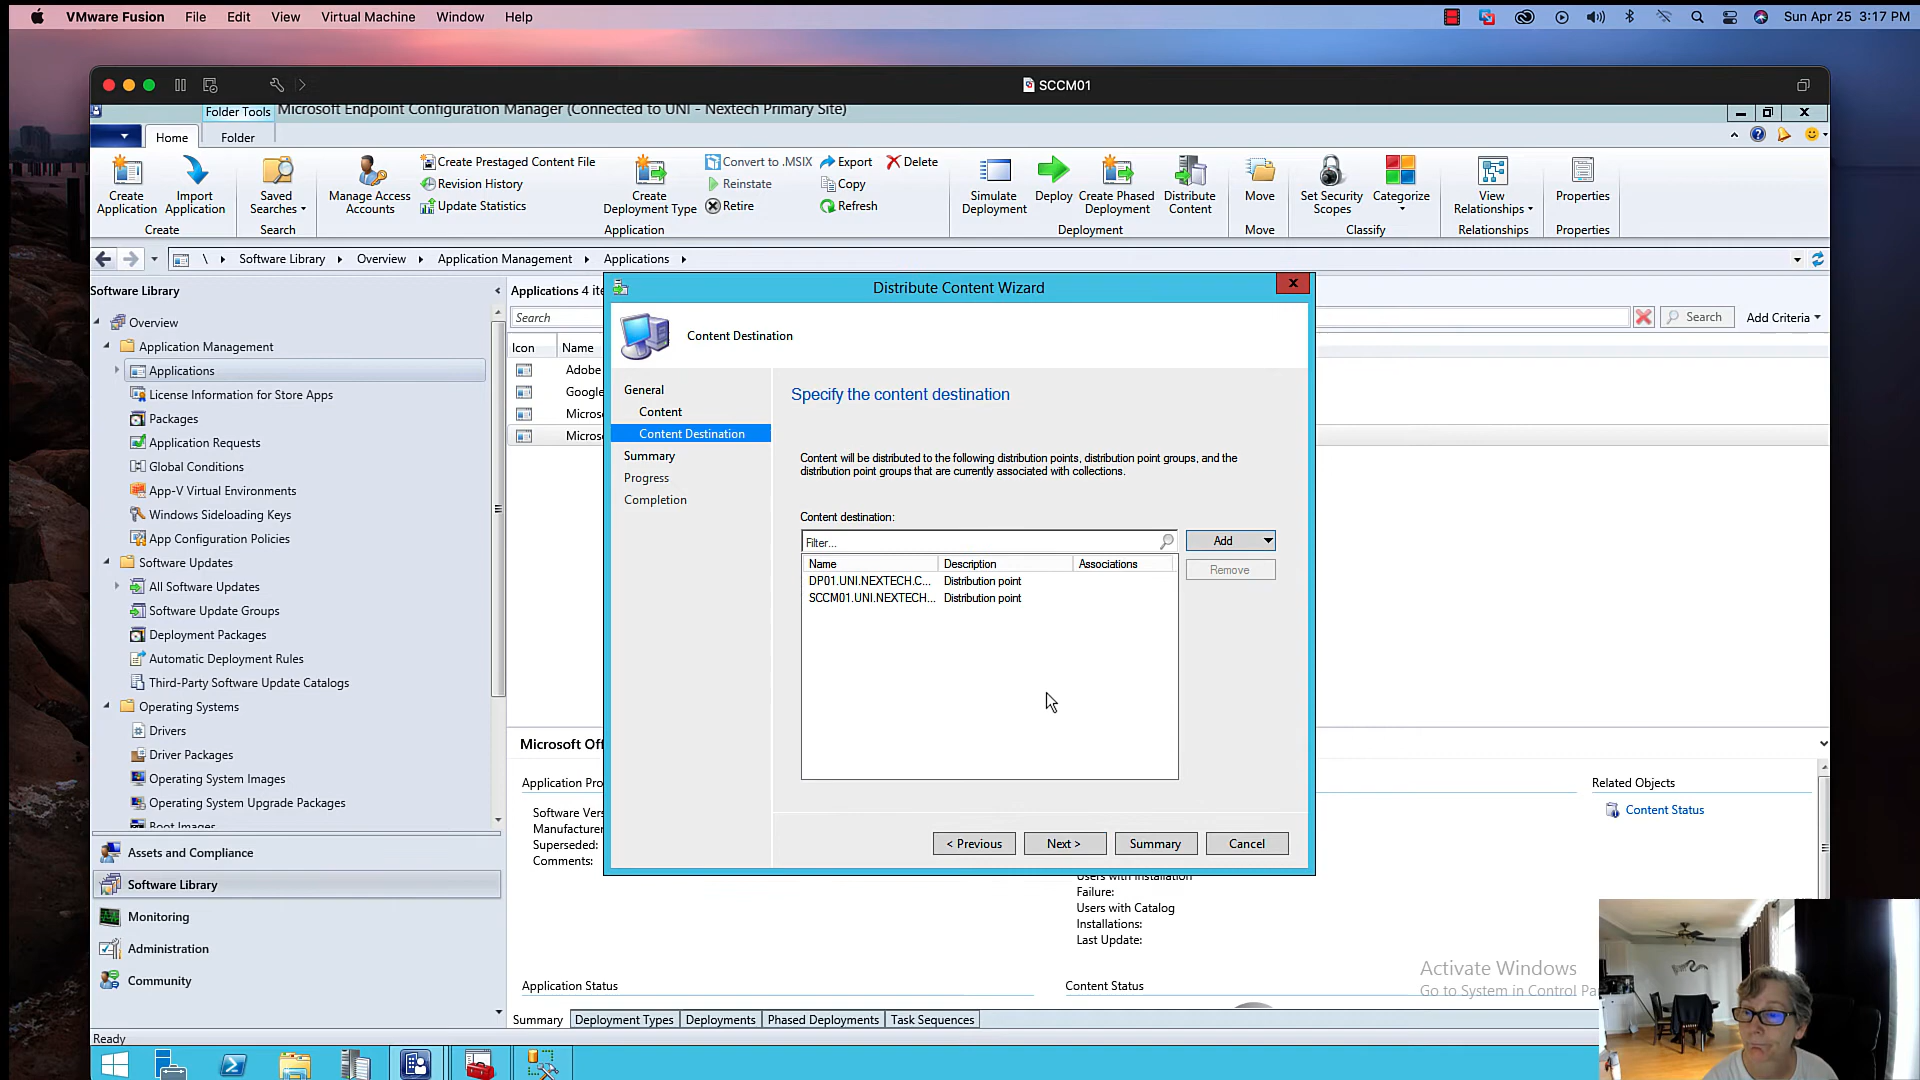 VMware Fusion File Edit View Virtual Machine Window Help Sun Apr 25 3:17 PM
SCCM01
Folder Tools Microsoft Endpoint Configuration Manager (Connected to UNI - Nextech Primary Site)
Home Folder
Create Application
Import Application
Saved Searches
Manage Access Accounts
Create Prestaged Content File
Revision History
Update Statistics
Create Deployment Type
Convert to .MSIX
Reinstate
Retire
Export
Copy
Refresh
Delete
Simulate Deployment
Deploy
Create Phased Deployment
Distribute Content
Move
Set Security Scopes
Categorize
View Relationships
Properties
Create Search Application Deployment Move Classify Relationships Properties
\ Software Library Overview Application Management Applications
Software Library
Overview
Application Management
Applications
License Information for Store Apps
Packages
Application Requests
Global Conditions
App-V Virtual Environments
Windows Sideloading Keys
App Configuration Policies
Software Updates
All Software Updates
Software Update Groups
Deployment Packages
Automatic Deployment Rules
Third-Party Software Update Catalogs
Operating Systems
Drivers
Driver Packages
Operating System Images
Operating System Upgrade Packages
Boot Images
Assets and Compliance
Software Library
Monitoring
Administration
Community
Ready
Applications 4 ite
Search
Search Add Criteria
Icon Name
Adobe
Google
Micros
Micros
Distribute Content Wizard
Content Destination
General
Content
Content Destination
Summary
Progress
Completion
Specify the content destination
Content will be distributed to the following distribution points, distribution point groups, and the
distribution point groups that are currently associated with collections.
Content destination:
Filter...
Add
Remove
Name Description Associations
DP01.UNI.NEXTECH.C... Distribution point
SCCM01.UNI.NEXTECH... Distribution point
< Previous Next > Summary Cancel
Microsoft Off
Application Pro
Software Vers
Manufacturer
Superseded:
Comments:
Users with Installation
Failure:
Users with Catalog
Installations:
Last Update:
Related Objects
Content Status
Application Status
Content Status
Summary Deployment Types Deployments Phased Deployments Task Sequences
Activate Windows
Go to System in Control Pa